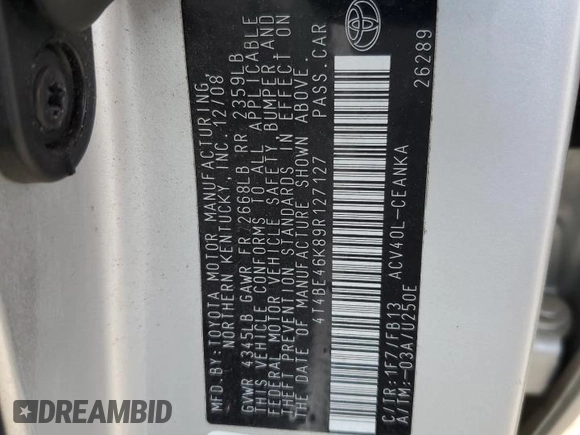 MFD.BY:TOYOTA MOTOR MANUFACTURING,
NORTHERN KENTUCKY, INC. 12/08
GVWR 4345LB GAWR FR 2668LB RR 2359LB
THIS VEHICLE CONFORMS TO ALL APPLICABLE
FEDERAL MOTOR VEHICLE SAFETY, BUMPER AND
THEFT PREVENTION STANDARDS IN EFFECT ON
THE DATE OF MANUFACTURE SHOWN ABOVE.
4T4BE46K89R127127 PASS.CAR
C/TR:1F7/FB13 ACV40L-CEANKA
A/TM:-03A/U250E 26289
DREAMBID